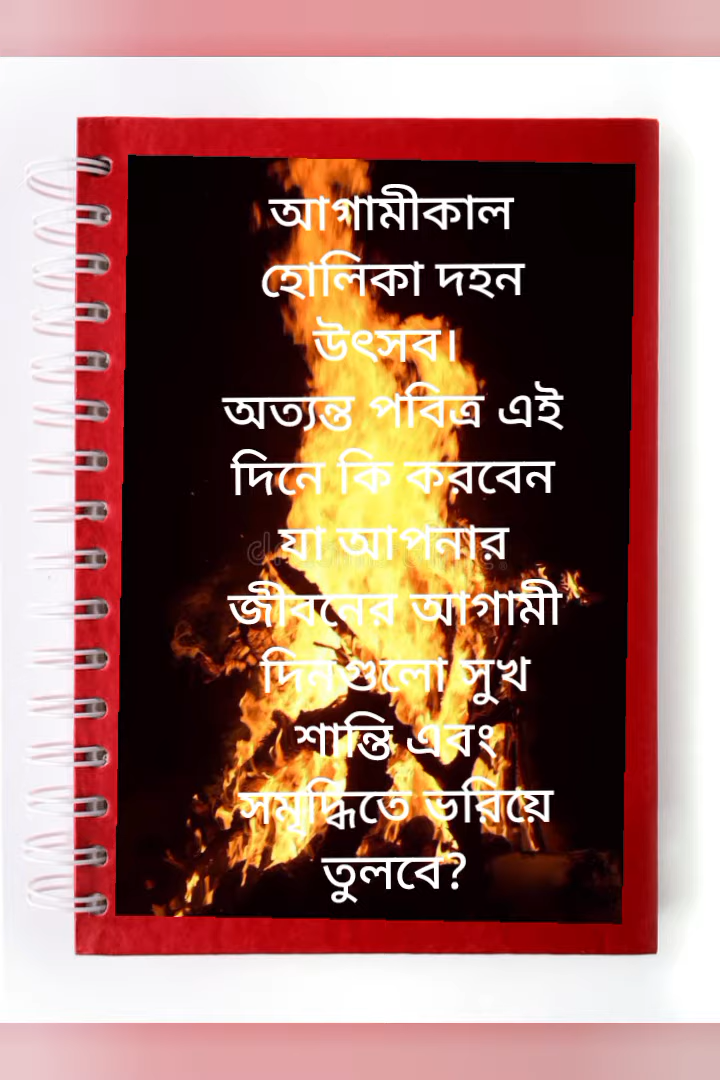 আগামীকাল
হোলিকা দহন
উৎসব।
অত্যন্ত পবিত্র এই
দিনে কি করবেন
যা আপনার
জীবনের আগামী
দিনগুলো সুখ
শান্তি এবং
সমৃদ্ধিতে ভরিয়ে
তুলবে?